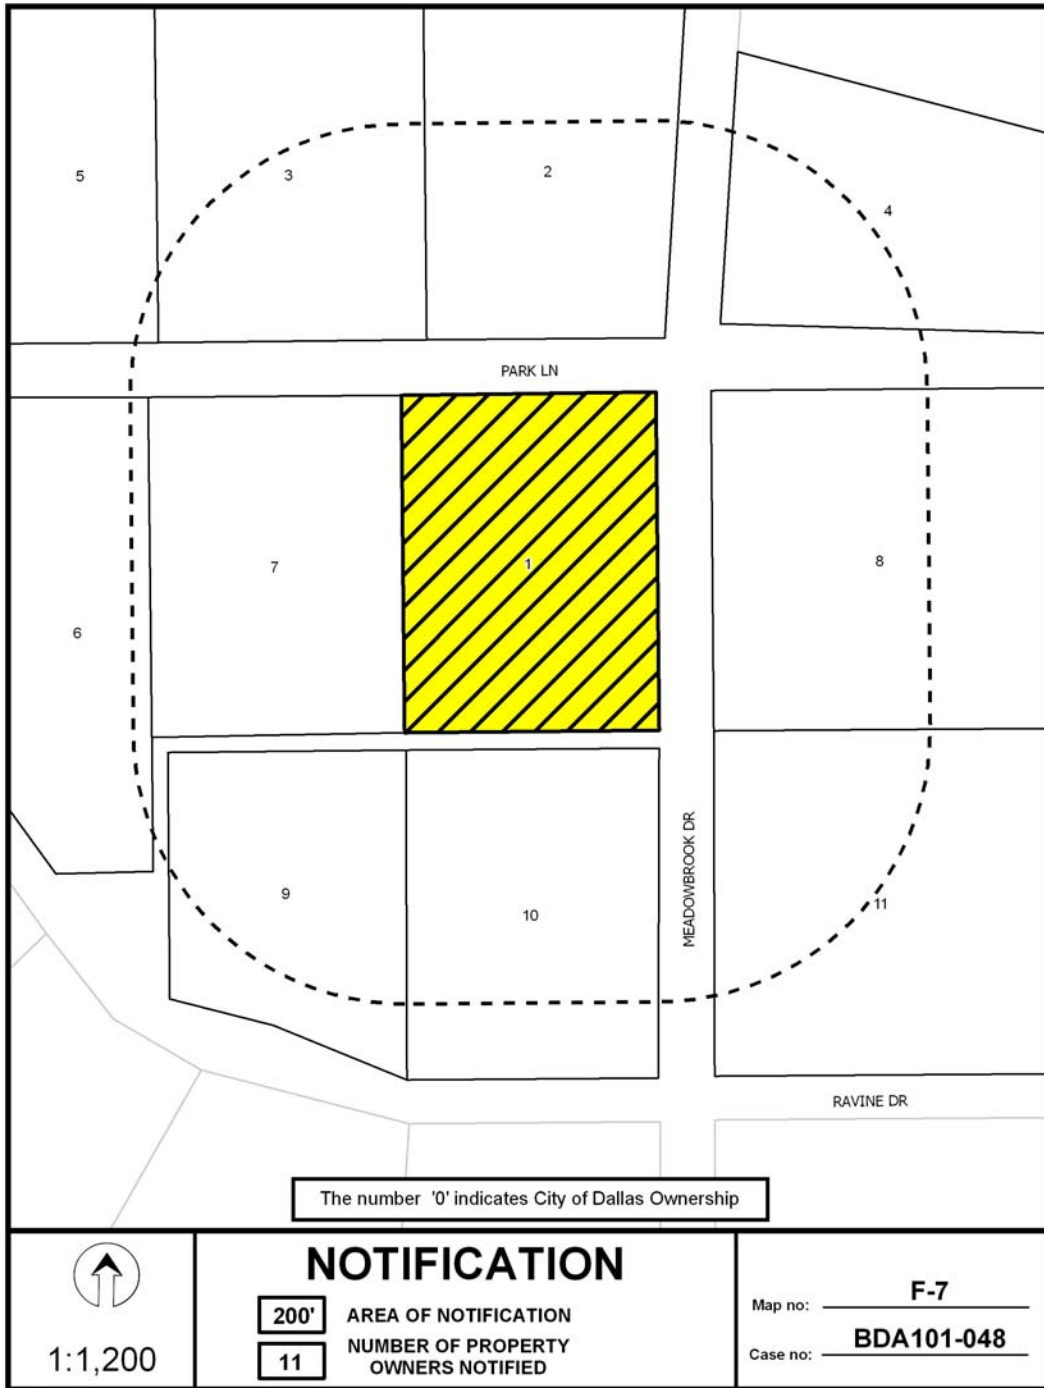 5
3
2
4
PARK LN
7
1
8
6
MEADOWBROOK DR
9
10
11
RAVINE DR
The number '0' indicates City of Dallas Ownership
1:1,200
NOTIFICATION
200' AREA OF NOTIFICATION
11 NUMBER OF PROPERTY
OWNERS NOTIFIED
Map no: F-7
Case no: BDA101-048